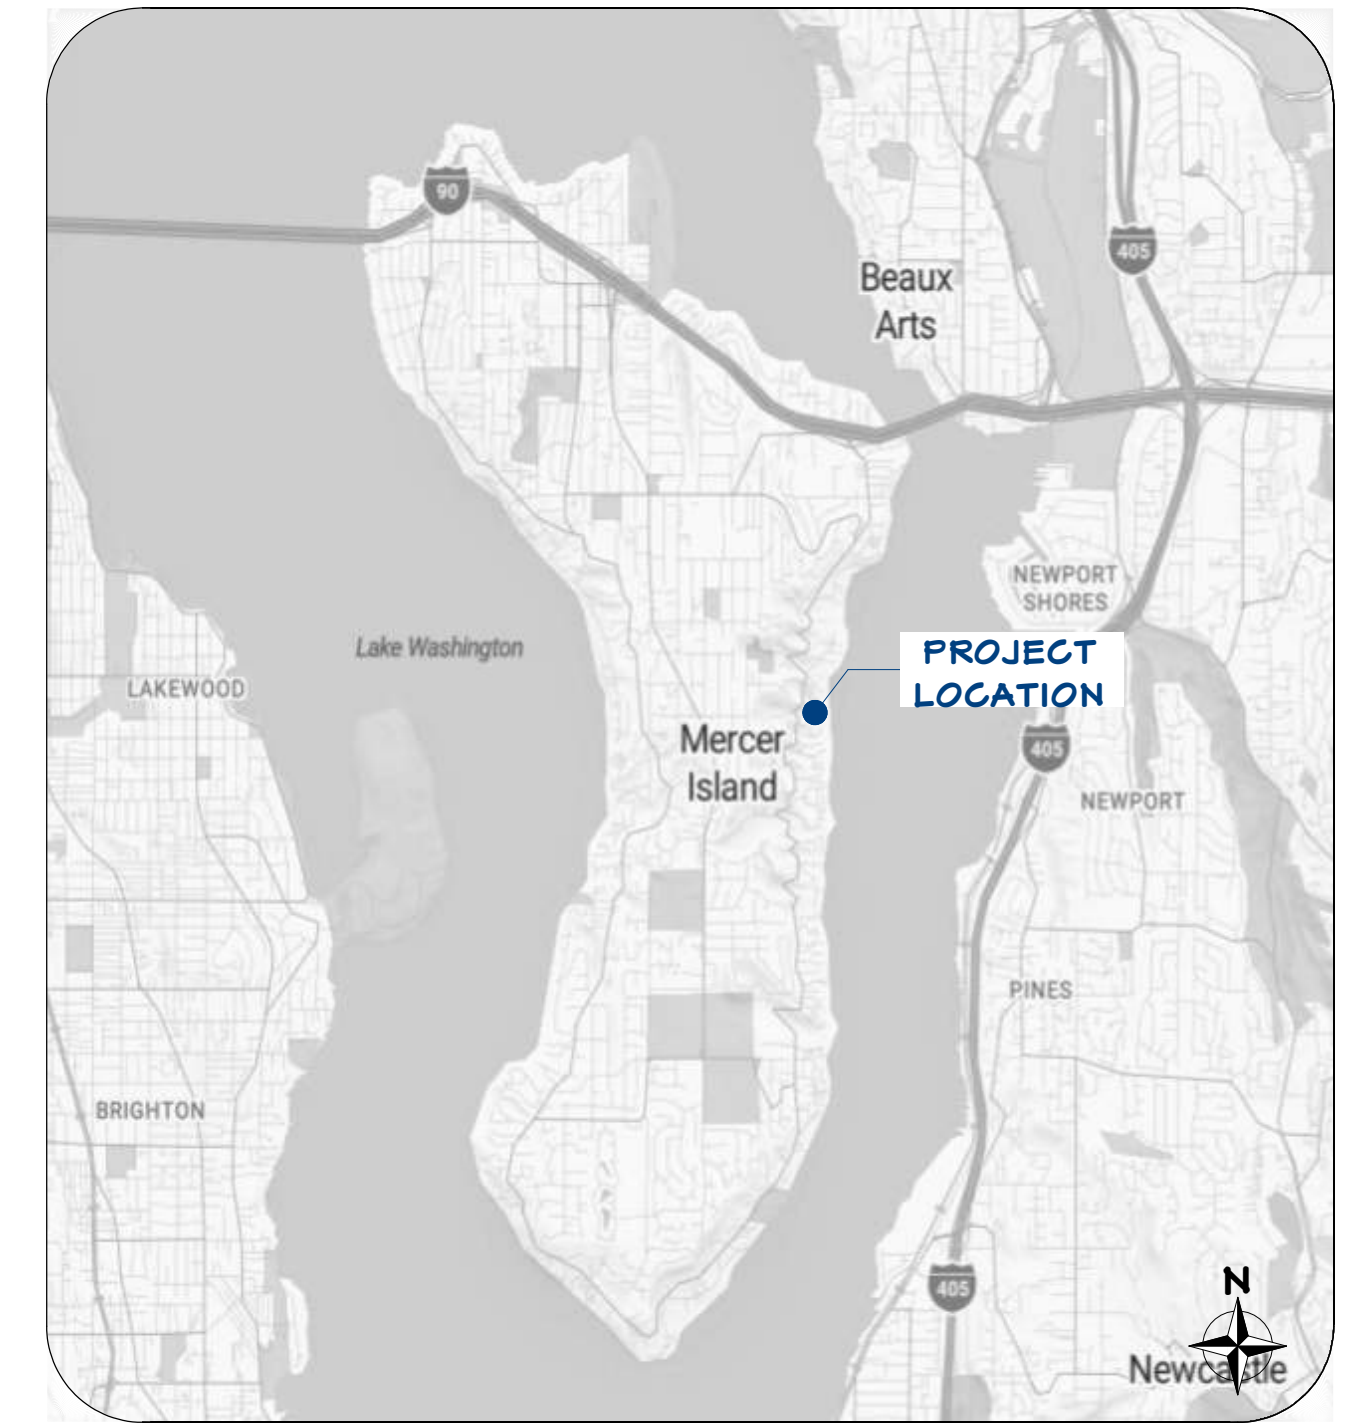 90
405
Beaux
Arts
NEWPORT
SHORES
PROJECT
LOCATION
Lake Washington
LAKEWOOD
Mercer
Island
405
NEWPORT
PINES
BRIGHTON
N
405
Newcastle